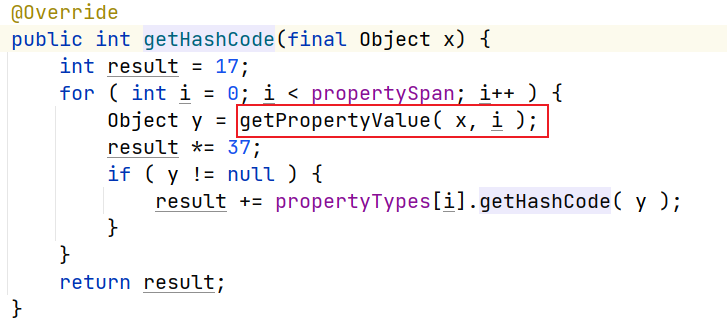 @Override
public int getHashCode(final Object x) {
    int result = 17;
    for ( int i = 0; i < propertySpan; i++ ) {
        Object y = getPropertyValue( x, i );
        result *= 37;
        if ( y != null ) {
            result += propertyTypes[i].getHashCode( y );
        }
    }
    return result;
}